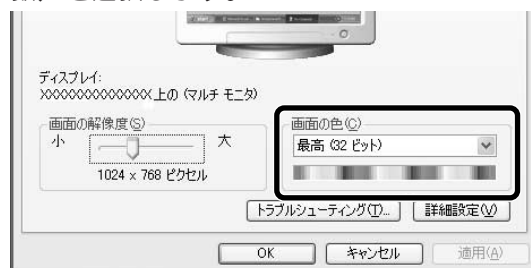 ディスプレイ:
XXXXXXXXXXXXX上の (マルチ モニタ)
画面の解像度(S)
小 大
1024 x 768 ピクセル
画面の色(C)
最高 (32 ビット)
トラブルシューティング(T)... 詳細設定(V)
OK キャンセル 適用(A)